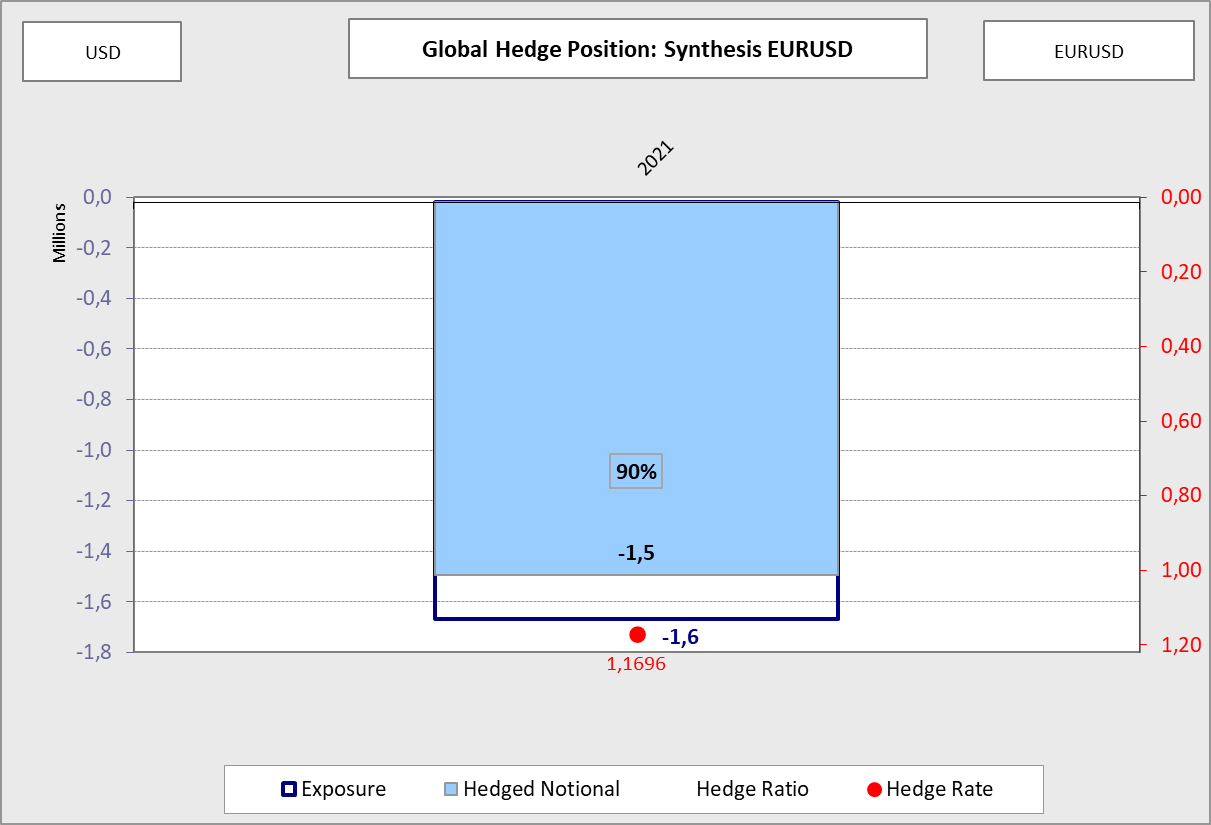 USD
Global Hedge Position: Synthesis EURUSD
EURUSD
2021
Millions
0,0
-0,2
-0,4
-0,6
-0,8
-1,0
-1,2
-1,4
-1,6
-1,8
0,00
0,20
0,40
0,60
0,80
1,00
1,20
90%
-1,5
-1,6
1,1696
Exposure
Hedged Notional
Hedge Ratio
Hedge Rate